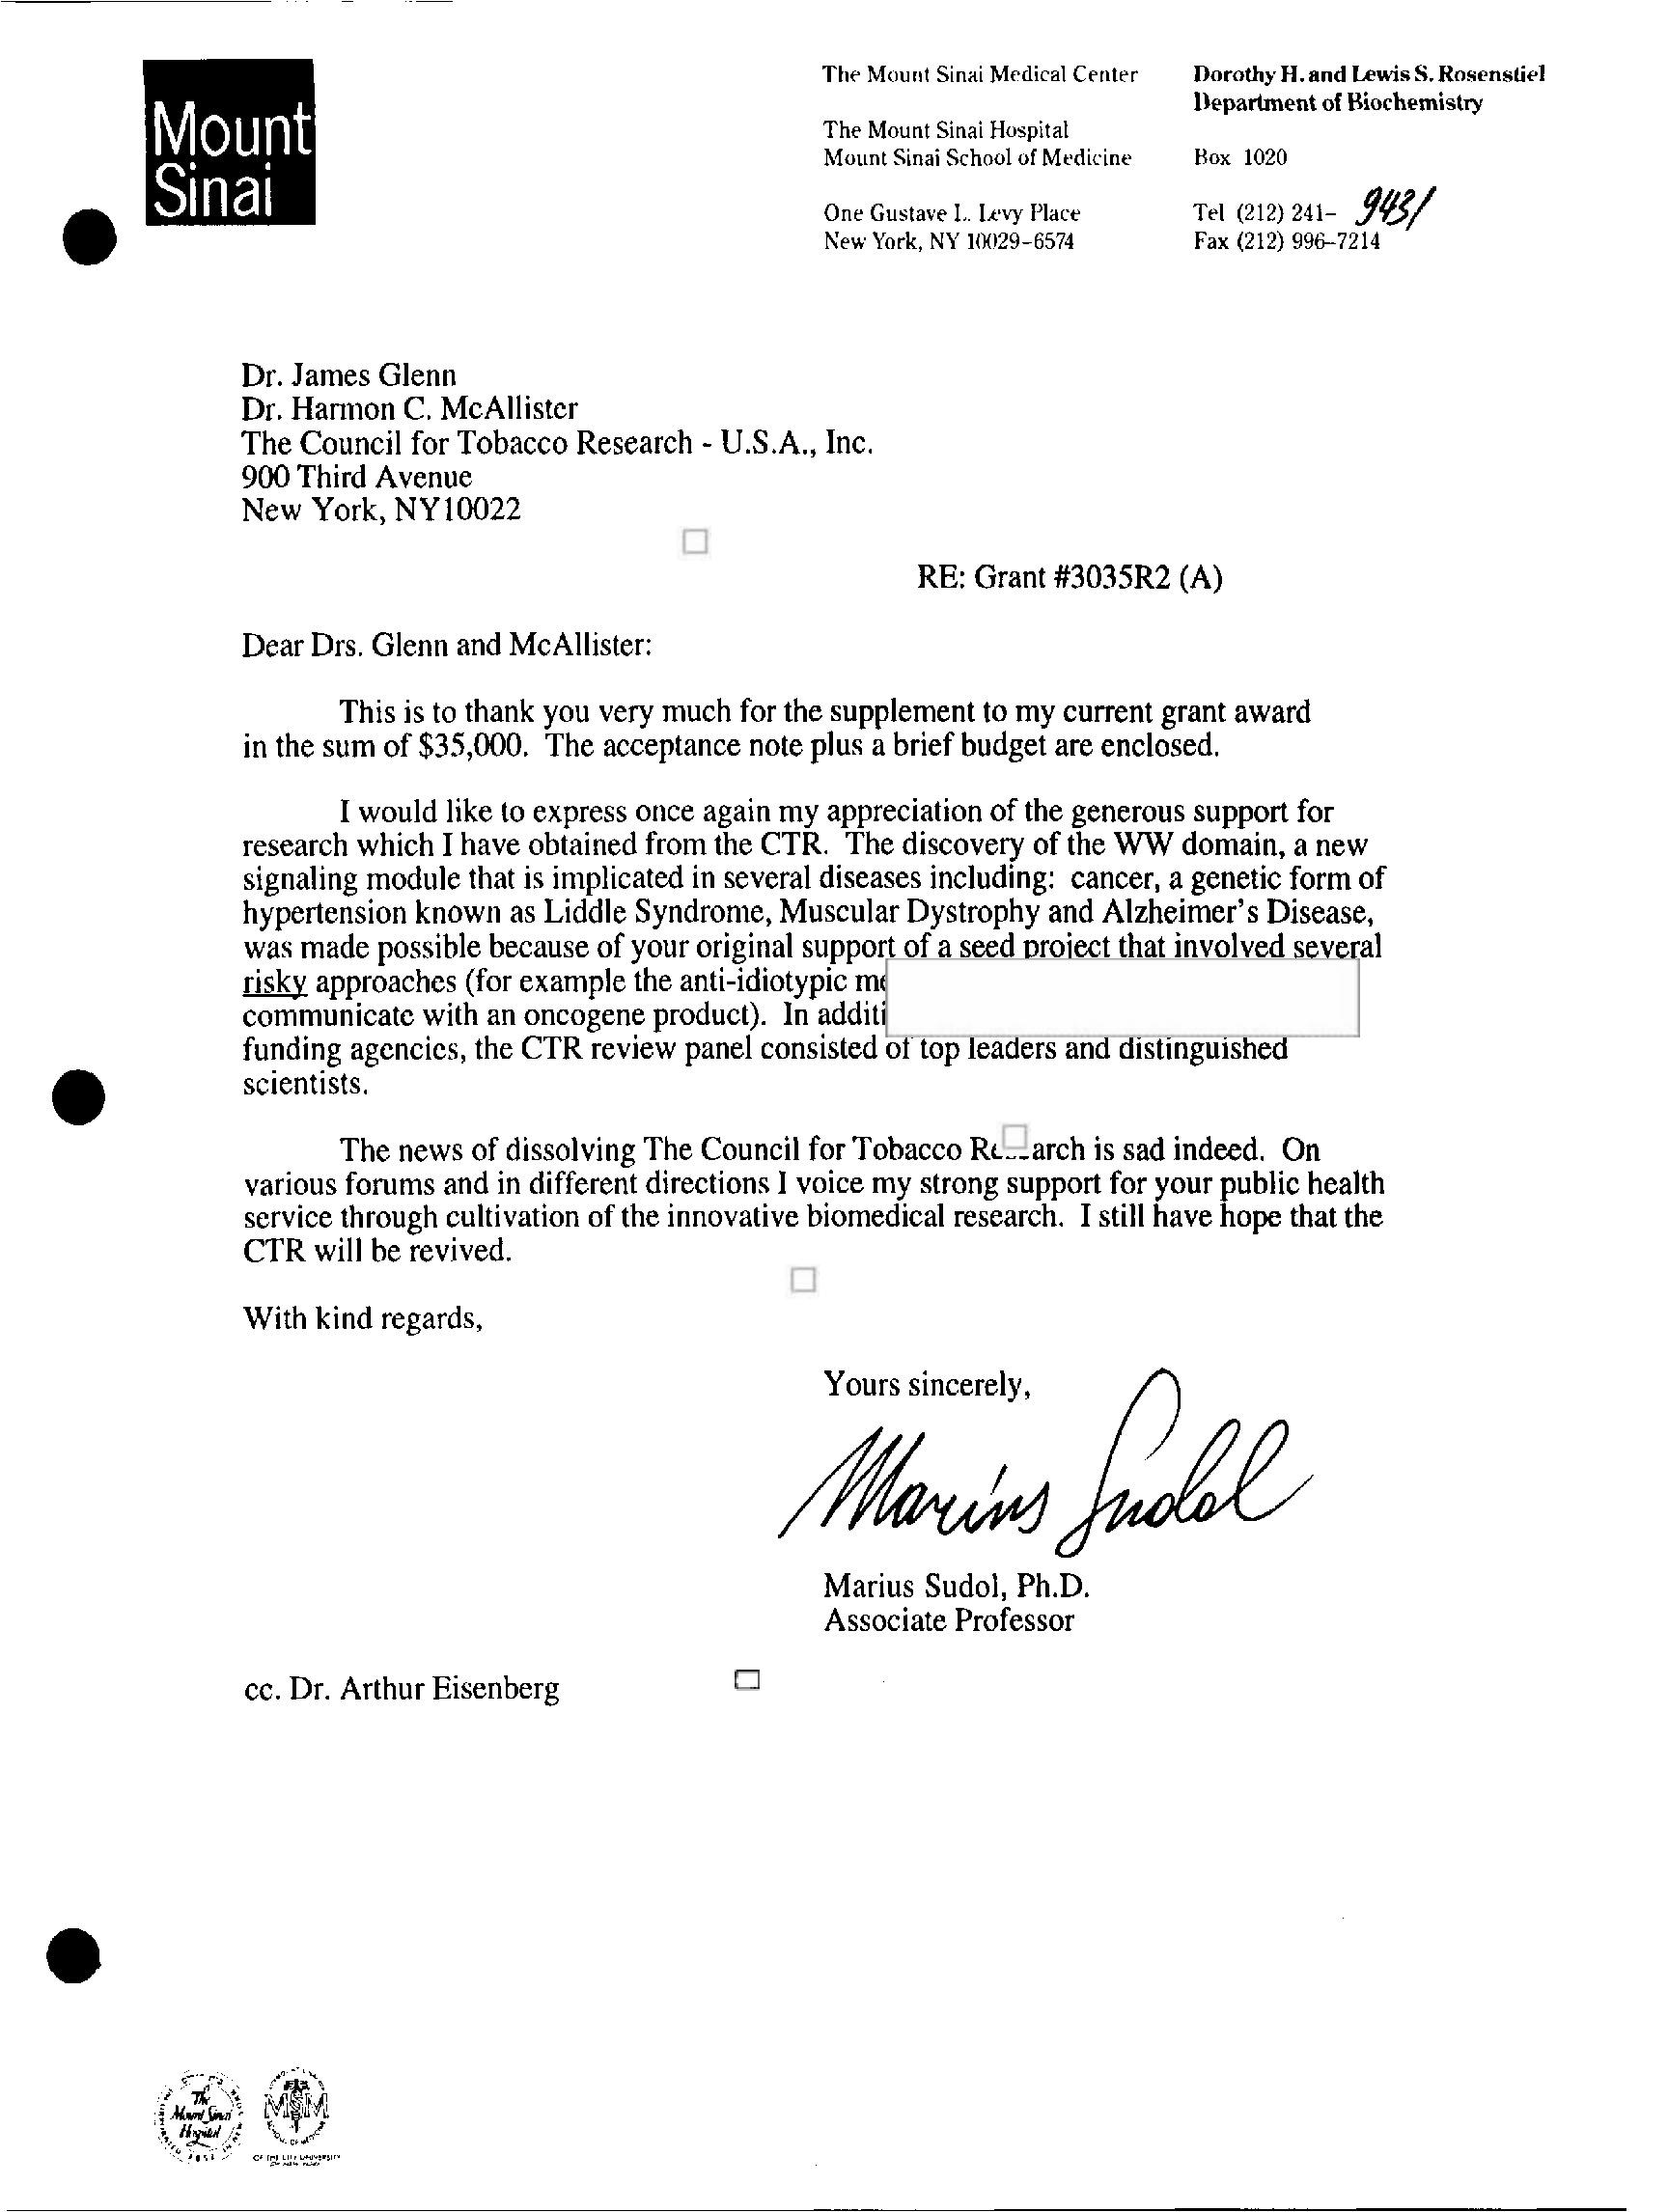 Mount
Sinai
The Mount Sinai Medical Center
The Mount Sinai Hospital
Mount Sinai School of Medicine
One Gustave L. Levy Place
New York, NY 10029-6574
Dorothy H. and Lewis S. Rosenstiel
Department of Biochemistry
Box 1020
Tel (212) 241- 9431
Fax (212) 996-7214
Dr. James Glenn
Dr. Harmon C. McAllister
The Council for Tobacco Research - U.S.A., Inc.
900 Third Avenue
New York, NY10022
RE: Grant #3035R2 (A)
Dear Drs. Glenn and McAllister:
This is to thank you very much for the supplement to my current grant award
in the sum of $35,000. The acceptance note plus a brief budget are enclosed.
I would like to express once again my appreciation of the generous support for
research which I have obtained from the CTR. The discovery of the WW domain, a new
signaling module that is implicated in several diseases including: cancer, a genetic form of
hypertension known as Liddle Syndrome, Muscular Dystrophy and Alzheimer's Disease,
was made possible because of your original support of a seed project that involved several
risky approaches (for example the anti-idiotypic
communicate with an oncogene product). In
funding agencies, the CTR review panel consisted of top leaders and distinguished
scientists.
The news of dissolving The Council for Tobacco is sad indeed. On
various forums and in different directions I voice my strong support for your public health
service through cultivation of the innovative biomedical research. I still have hope that the
CTR will be revived.
With kind regards,
Yours sincerely,
Marius Sudol
Marius Sudol, Ph.D.
Associate Professor
cc. Dr. Arthur Eisenberg
The
Mount Sinai
Hospital
MSM
OF THE CITY UNIVERSITY